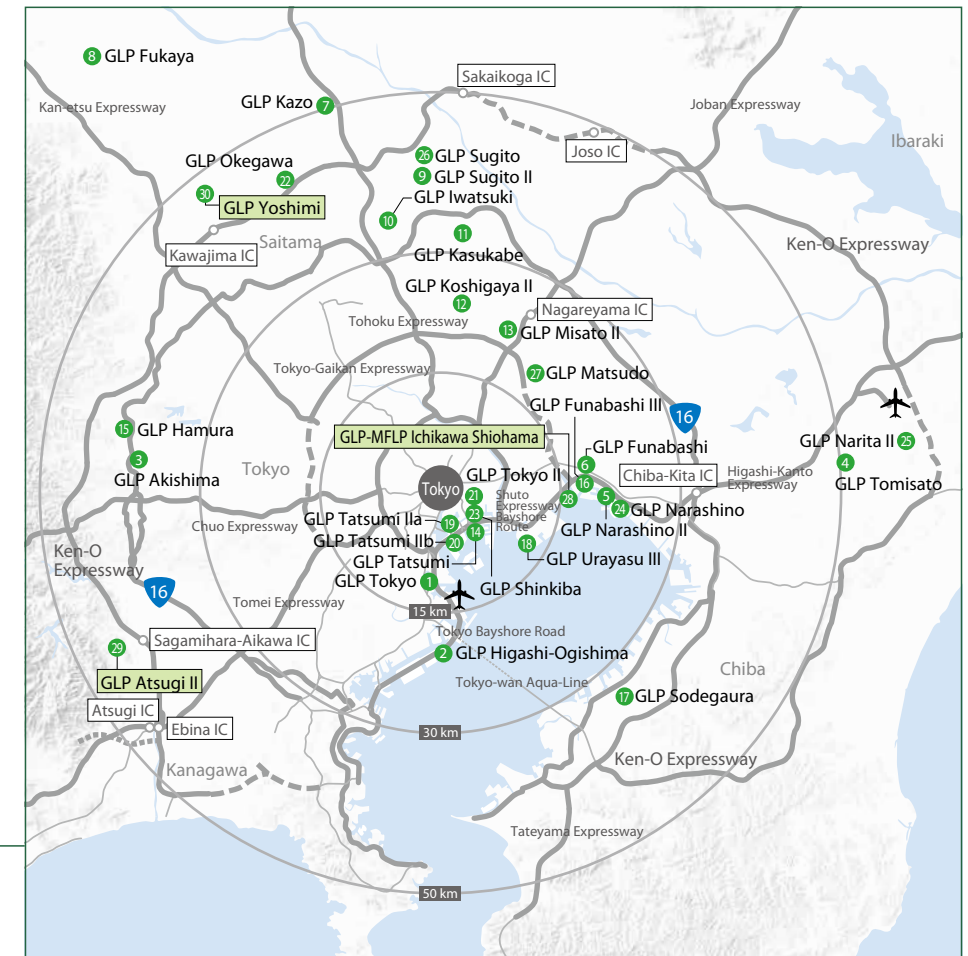 8 GLP Fukaya
Sakaikoga IC
Kan-etsu Expressway
GLP Kazo 7
Joban Expressway
Ibaraki
Joso IC
26 GLP Sugito
GLP Okegawa
22
9 GLP Sugito II
30
GLP Yoshimi
GLP Iwatsuki
10
11
GLP Kasukabe
Saitama
Kawajima IC
Ken-O Expressway
GLP Koshigaya II
12
Nagareyama IC
Tohoku Expressway
13 GLP Misato II
Tokyo-Gaikan Expressway
27 GLP Matsudo
GLP Funabashi III
16
15 GLP Hamura
GLP-MFLP Ichikawa Shiohama
GLP Narita II 25
GLP Funabashi
6
3
GLP Akishima
Tokyo
Tokyo
GLP Tokyo II
Chiba-Kita IC
Higashi-Kanto
Expressway
4
GLP Tomisato
16
21
Shuto
Expressway
Bayshore
Route
28
5
24 GLP Narashino
GLP Narashino II
23
Chuo Expressway
GLP Tatsumi IIa 19
14
GLP Tatsumi IIb 20
18
GLP Urayasu III
GLP Tatsumi
Ken-O
Expressway
GLP Tokyo 1
GLP Shinkiba
16
Tomei Expressway
15 km
Tokyo Bayshore Road
Sagamihara-Aikawa IC
29
2 GLP Higashi-Ogishima
Chiba
GLP Atsugi II
Tokyo-wan Aqua-Line
17 GLP Sodegaura
Atsugi IC
Ebina IC
30 km
Kanagawa
Ken-O Expressway
Tateyama Expressway
50 km